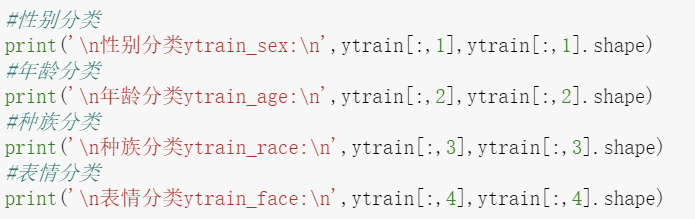 #性别分类
print('\n性别分类ytrain_sex:\n',ytrain[:,1],ytrain[:,1].shape)
#年龄分类
print('\n年龄分类ytrain_age:\n',ytrain[:,2],ytrain[:,2].shape)
#种族分类
print('\n种族分类ytrain_race:\n',ytrain[:,3],ytrain[:,3].shape)
#表情分类
print('\n表情分类ytrain_face:\n',ytrain[:,4],ytrain[:,4].shape)